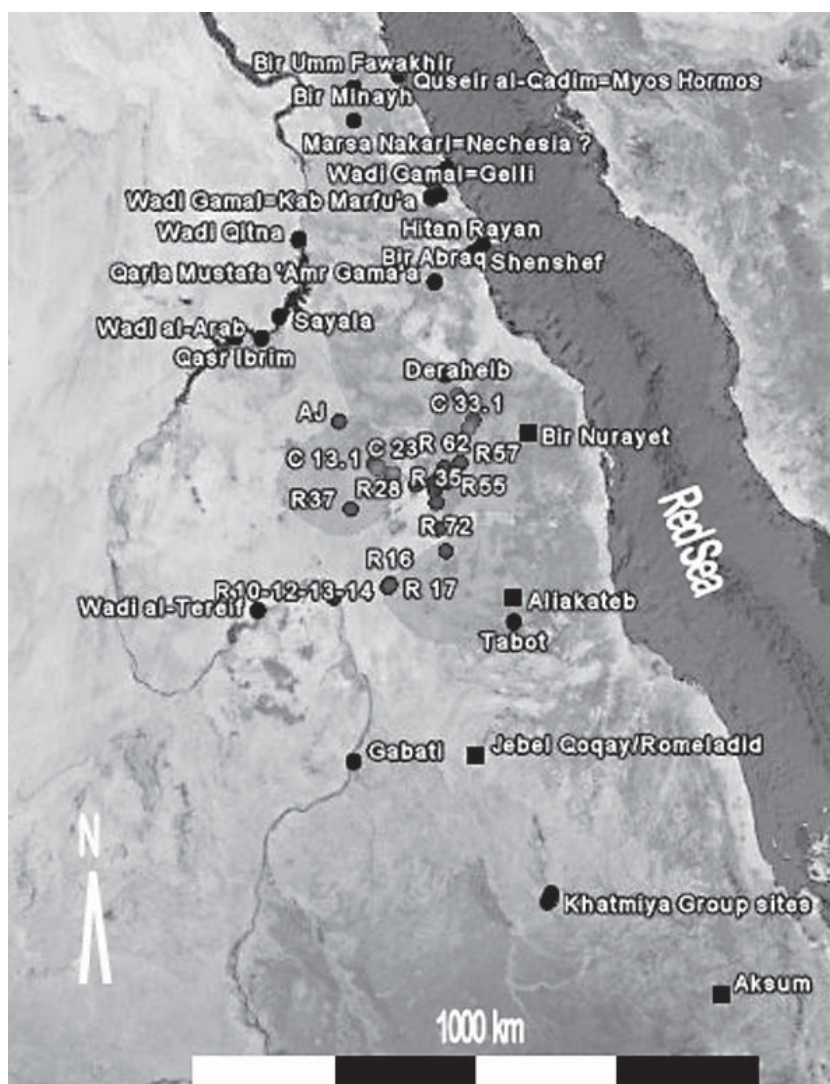 Bir Umm Fawakhir
Quseir al-Qadim=Myos Hormos
Bir Minayh
Marsa Nakari=Nechesia ?
Wadi Gamal=Gelli
Wadi Gamal=Kab Marfu'a
Wadi Qitna
Hitan Rayan
Bir Abraq
Shenshef
Qaria Mustafa 'Amr Gama'a
Sayala
Wadi al-Arab
Qasr Ibrim
Deraheib
AJ
C 33.1
Bir Nurayet
C 23
R 62
C 13.1
R57
R28
R 35
R55
R37
R 72
R16
R10-12-13-14
R 17
Wadi al-Tereif
Aliakateb
Tabot
Red Sea
Gabati
Jebel Qoqay/Romeladid
N
Khatmiya Group sites
Aksum
1000 km